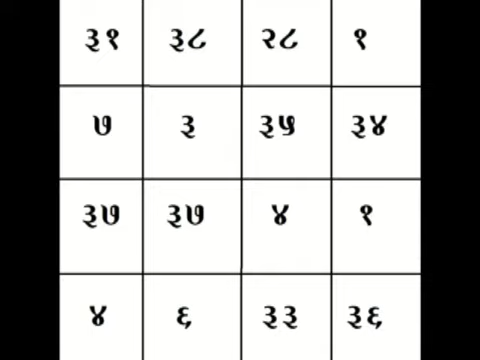 ૩૧ ૩૮ ૨૮ ૧
૭ ૩ ૩૫ ૩૪
૩૭ ૩૭ ૪ ૧
૪ ૬ ૩૩ ૩૬